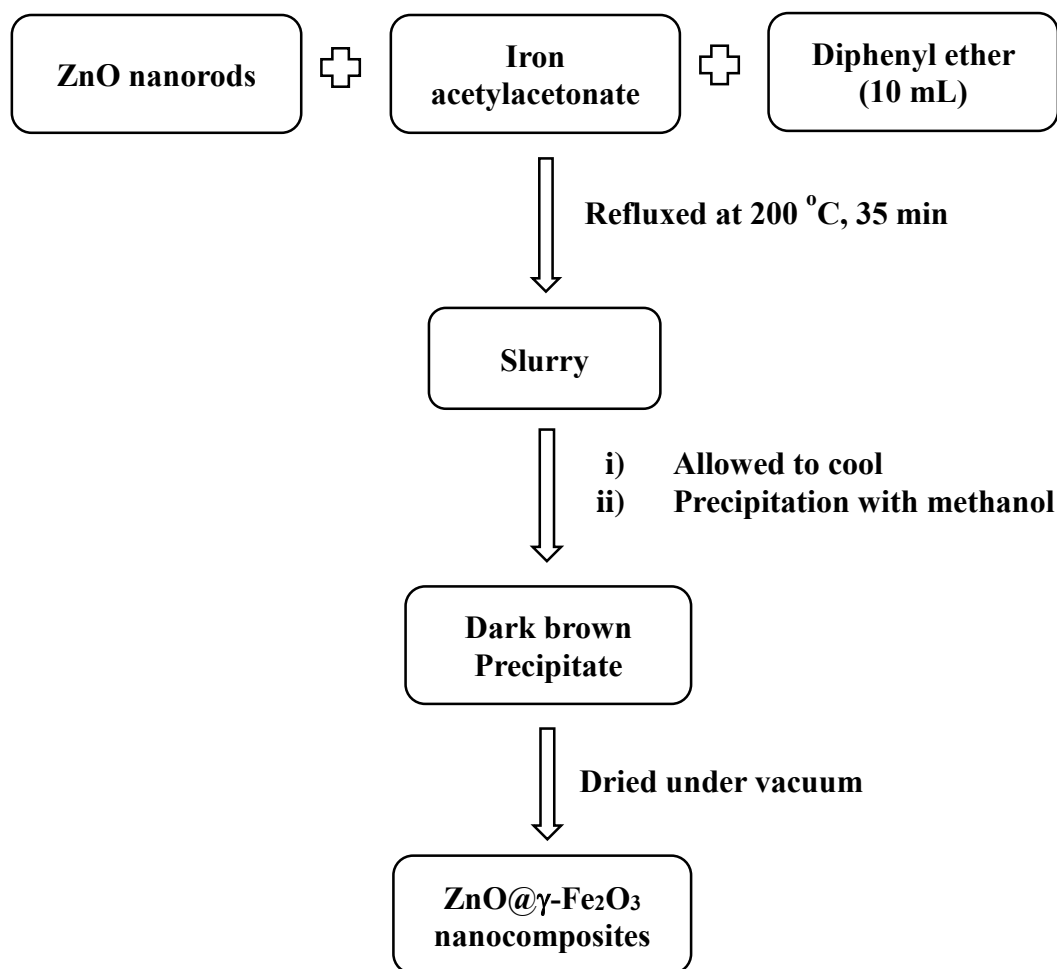 ZnO nanorods
Iron
acetylacetonate
Diphenyl ether
(10 mL)
Refluxed at 200 °C, 35 min
Slurry
i) Allowed to cool
ii) Precipitation with methanol
Dark brown
Precipitate
Dried under vacuum
ZnO@γ-Fe₂O₃
nanocomposites